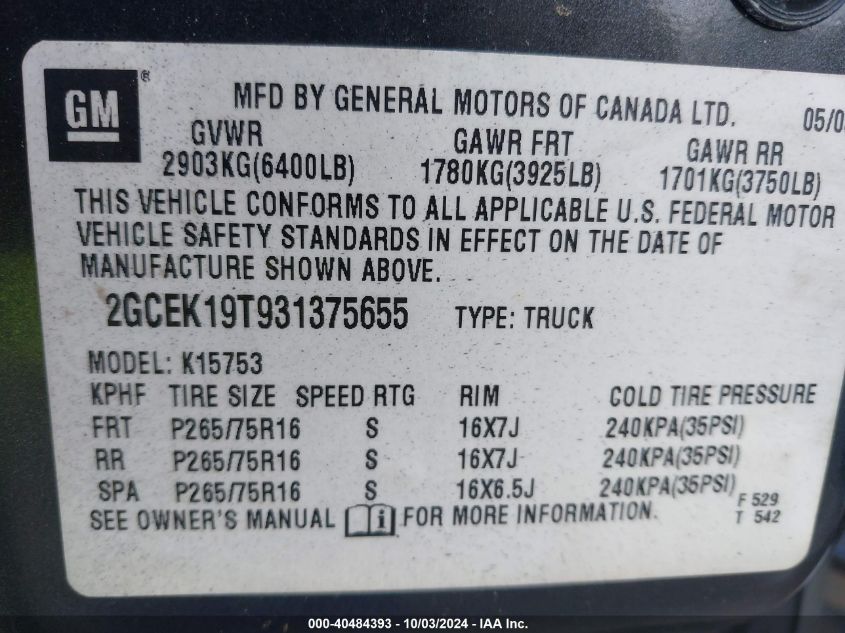 GM ®
MFD BY GENERAL MOTORS OF CANADA LTD.
GVWR GAWR FRT GAWR RR
2903KG(6400LB) 1780KG(3925LB) 1701KG(3750LB)
THIS VEHICLE CONFORMS TO ALL APPLICABLE U.S. FEDERAL MOTOR
VEHICLE SAFETY STANDARDS IN EFFECT ON THE DATE OF
MANUFACTURE SHOWN ABOVE.
2GCEK19T931375655 TYPE: TRUCK
MODEL: K15753
KPHF TIRE SIZE SPEED RTG RIM COLD TIRE PRESSURE
FRT P265/75R16 S 16X7J 240KPA(35PSI)
RR P265/75R16 S 16X7J 240KPA(35PSI)
SPA P265/75R16 S 16X6.5J 240KPA(35PSI)
F 529
SEE OWNER'S MANUAL i FOR MORE INFORMATION. T 542
000-40484393 - 10/03/2024 - IAA Inc.